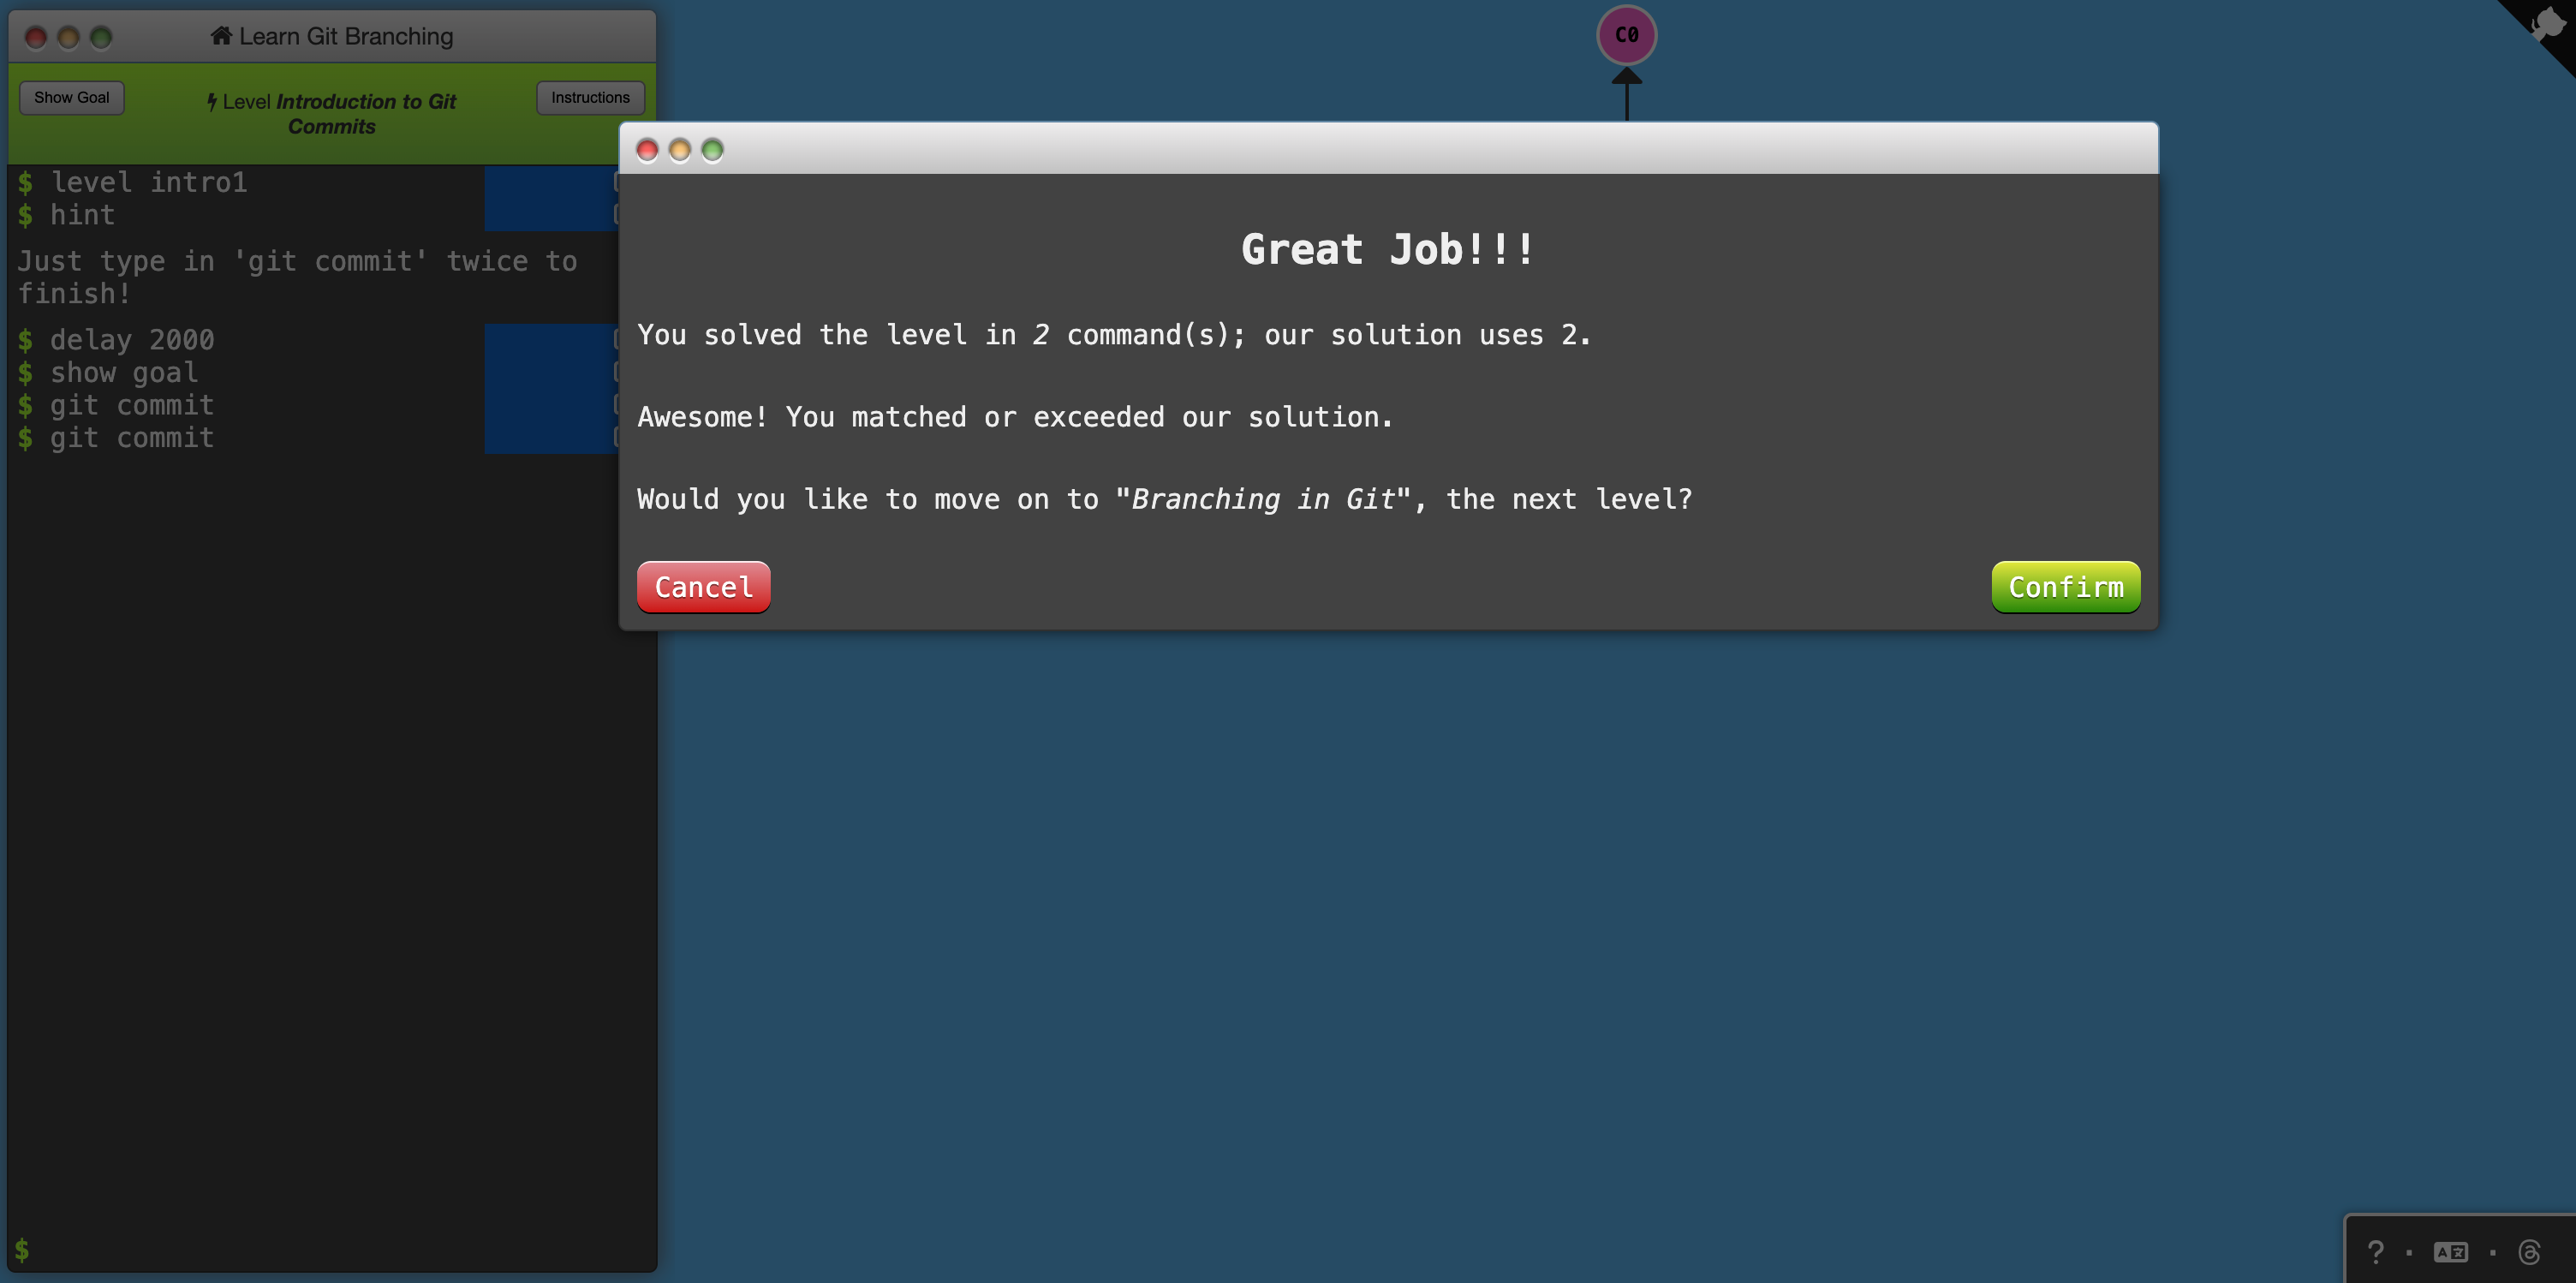 Learn Git Branching
Show Goal
Level Introduction to Git
Commits
Instructions
$ level intro1
$ hint
Just type in 'git commit' twice to
finish!
$ delay 2000
$ show goal
$ git commit
$ git commit
$
C0
Great Job!!!
You solved the level in 2 command(s); our solution uses 2.
Awesome! You matched or exceeded our solution.
Would you like to move on to "Branching in Git", the next level?
Cancel
Confirm
? · A文 ·